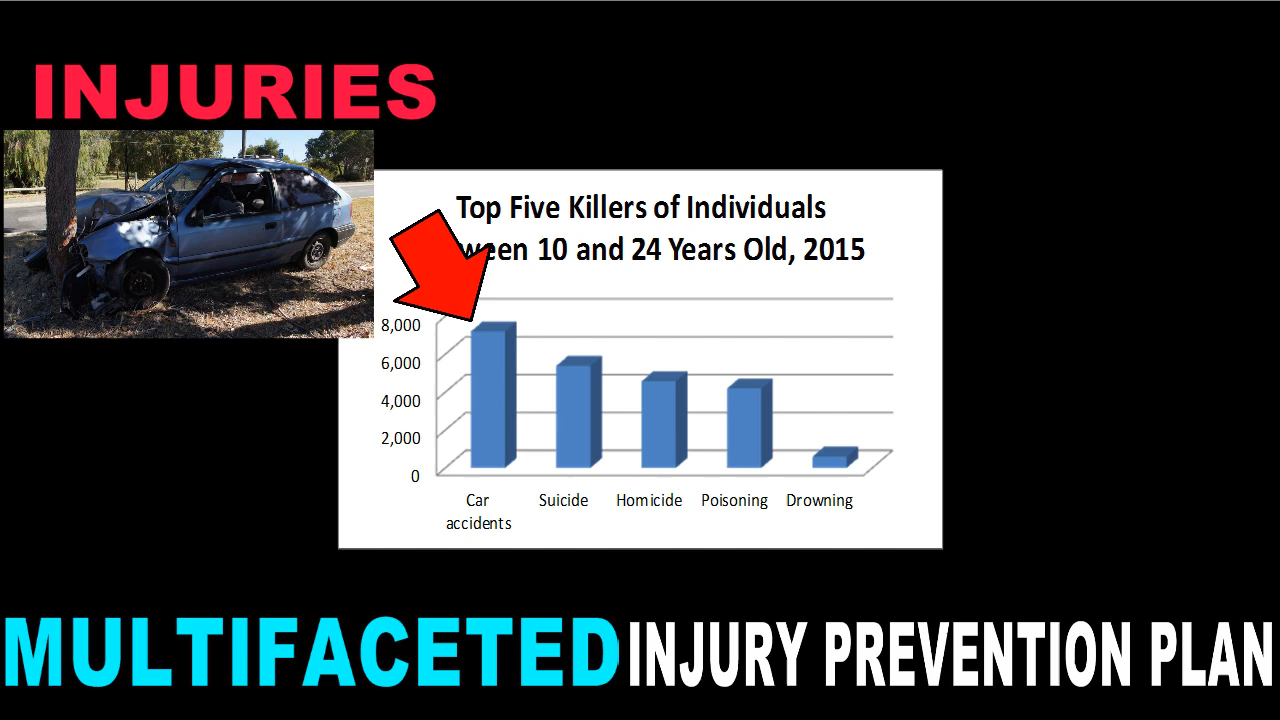 INJURIES
Top Five Killers of Individuals
ween 10 and 24 Years Old, 2015
8,000
6,000
4,000
2,000
0
Car accidents
Suicide
Homicide
Poisoning
Drowning
MULTIFACETED INJURY PREVENTION PLAN